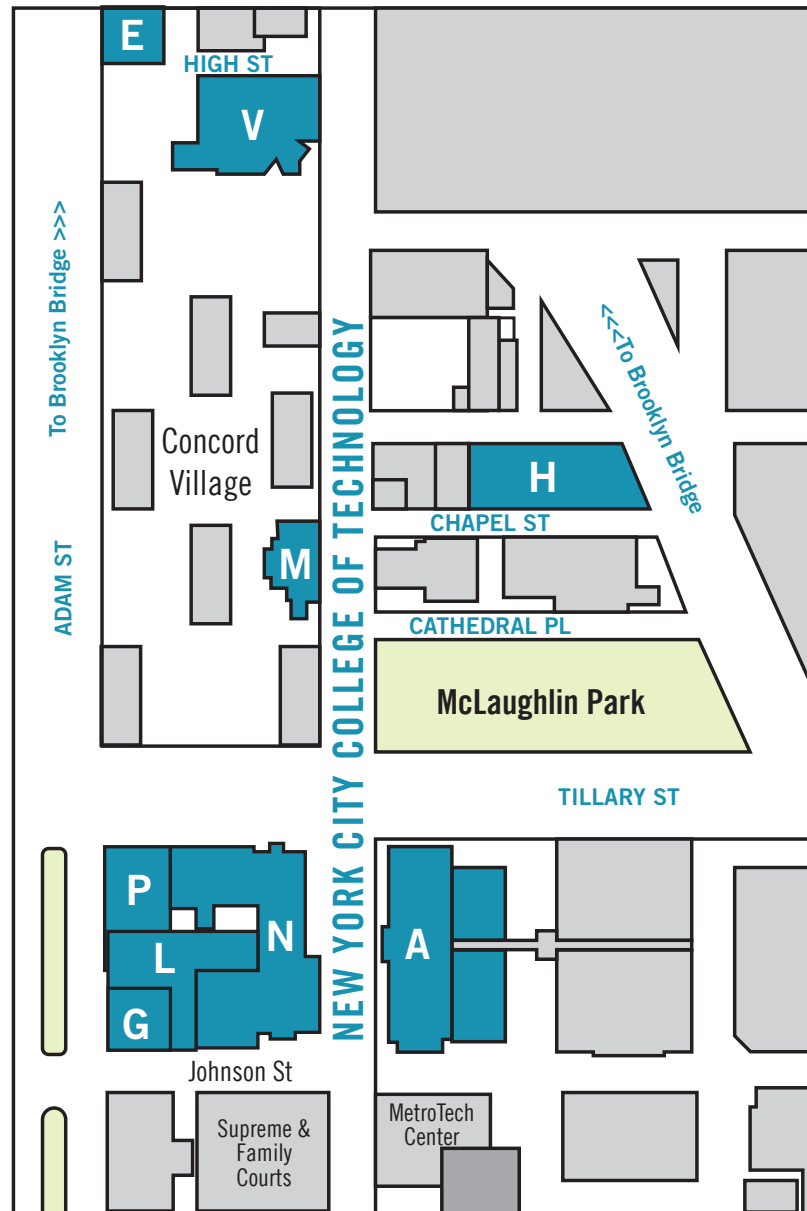 E
HIGH ST
V
To Brooklyn Bridge >>>
<<<To Brooklyn Bridge
NEW YORK CITY COLLEGE OF TECHNOLOGY
Concord
Village
H
CHAPEL ST
M
ADAM ST
CATHEDRAL PL
McLaughlin Park
TILLARY ST
P
N
A
L
G
Johnson St
Supreme &
Family
Courts
MetroTech
Center